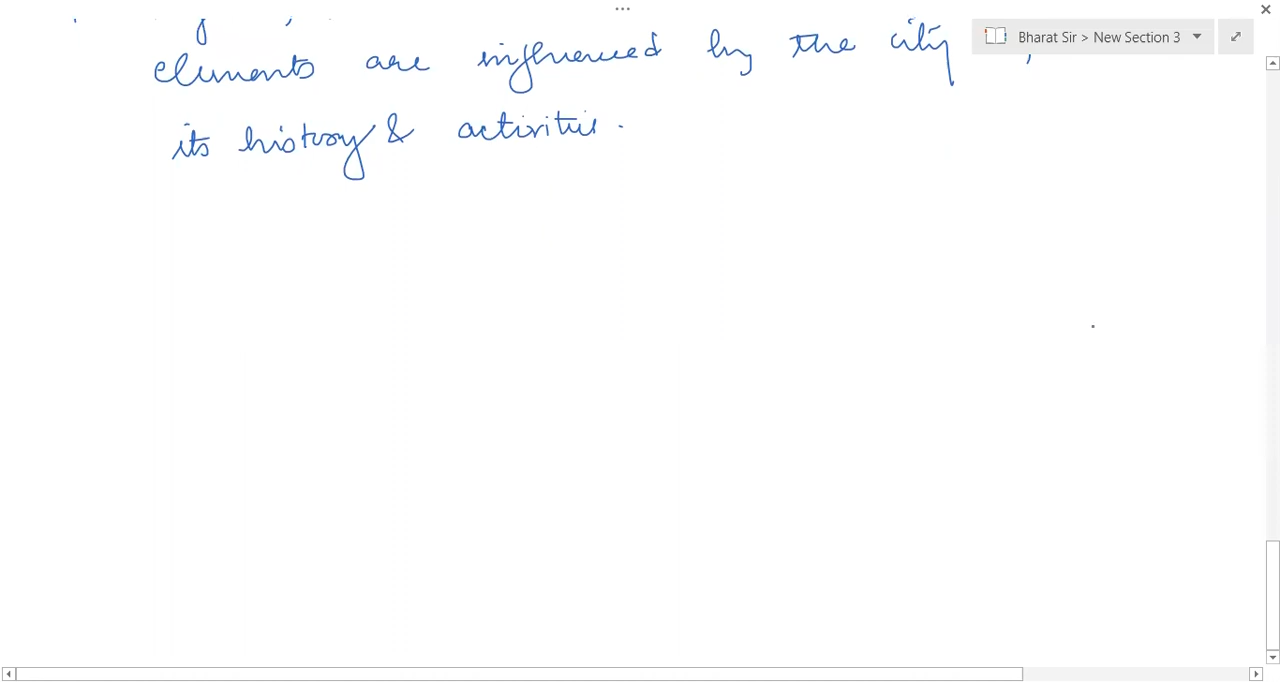 Bharat Sir > New Section 3
elements are influenced by the city,
its history & activities.